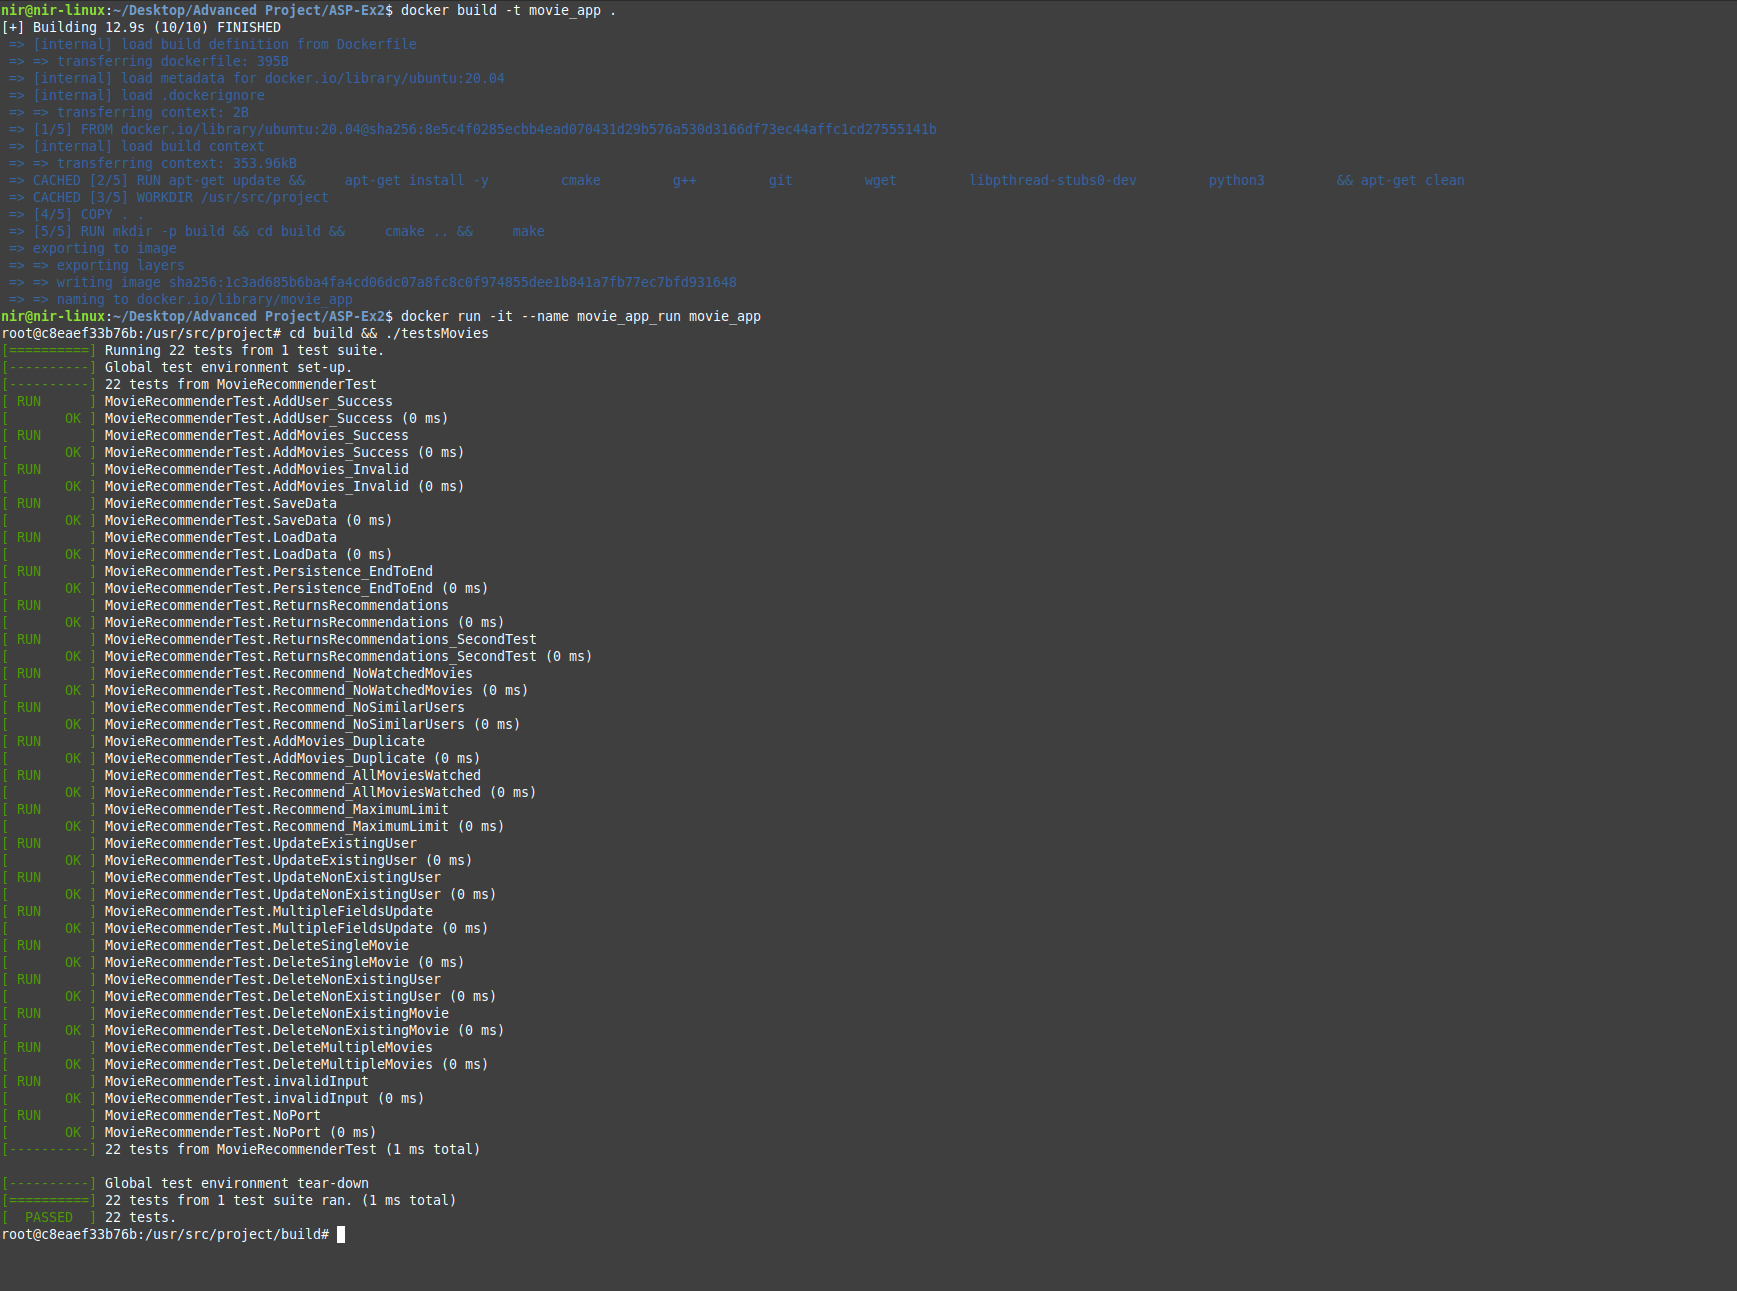 nir@nir-linux:~/Desktop/Advanced Project/ASP-Ex2$ docker build -t movie_app .
[+] Building 12.9s (10/10) FINISHED
 => [internal] load build definition from Dockerfile
 => => transferring dockerfile: 395B
 => [internal] load metadata for docker.io/library/ubuntu:20.04
 => [internal] load .dockerignore
 => => transferring context: 2B
 => [1/5] FROM docker.io/library/ubuntu:20.04@sha256:8e5c4f0285ecbb4ead070431d29b576a530d3166df73ec44affc1cd27555141b
 => [internal] load build context
 => => transferring context: 353.96kB
 => CACHED [2/5] RUN apt-get update &&     apt-get install -y         cmake         g++         git         wget         libpthread-stubs0-dev         python3         && apt-get clean
 => CACHED [3/5] WORKDIR /usr/src/project
 => [4/5] COPY . .
 => [5/5] RUN mkdir -p build && cd build &&     cmake .. &&     make
 => exporting to image
 => => exporting layers
 => => writing image sha256:1c3ad685b6ba4fa4cd06dc07a8fc8c0f974855dee1b841a7fb77ec7bfd931648
 => => naming to docker.io/library/movie_app
nir@nir-linux:~/Desktop/Advanced Project/ASP-Ex2$ docker run -it --name movie_app_run movie_app
root@c8eaef33b76b:/usr/src/project# cd build && ./testsMovies
[==========] Running 22 tests from 1 test suite.
[----------] Global test environment set-up.
[----------] 22 tests from MovieRecommenderTest
[ RUN      ] MovieRecommenderTest.AddUser_Success
[       OK ] MovieRecommenderTest.AddUser_Success (0 ms)
[ RUN      ] MovieRecommenderTest.AddMovies_Success
[       OK ] MovieRecommenderTest.AddMovies_Success (0 ms)
[ RUN      ] MovieRecommenderTest.AddMovies_Invalid
[       OK ] MovieRecommenderTest.AddMovies_Invalid (0 ms)
[ RUN      ] MovieRecommenderTest.SaveData
[       OK ] MovieRecommenderTest.SaveData (0 ms)
[ RUN      ] MovieRecommenderTest.LoadData
[       OK ] MovieRecommenderTest.LoadData (0 ms)
[ RUN      ] MovieRecommenderTest.Persistence_EndToEnd
[       OK ] MovieRecommenderTest.Persistence_EndToEnd (0 ms)
[ RUN      ] MovieRecommenderTest.ReturnsRecommendations
[       OK ] MovieRecommenderTest.ReturnsRecommendations (0 ms)
[ RUN      ] MovieRecommenderTest.ReturnsRecommendations_SecondTest
[       OK ] MovieRecommenderTest.ReturnsRecommendations_SecondTest (0 ms)
[ RUN      ] MovieRecommenderTest.Recommend_NoWatchedMovies
[       OK ] MovieRecommenderTest.Recommend_NoWatchedMovies (0 ms)
[ RUN      ] MovieRecommenderTest.Recommend_NoSimilarUsers
[       OK ] MovieRecommenderTest.Recommend_NoSimilarUsers (0 ms)
[ RUN      ] MovieRecommenderTest.AddMovies_Duplicate
[       OK ] MovieRecommenderTest.AddMovies_Duplicate (0 ms)
[ RUN      ] MovieRecommenderTest.Recommend_AllMoviesWatched
[       OK ] MovieRecommenderTest.Recommend_AllMoviesWatched (0 ms)
[ RUN      ] MovieRecommenderTest.Recommend_MaximumLimit
[       OK ] MovieRecommenderTest.Recommend_MaximumLimit (0 ms)
[ RUN      ] MovieRecommenderTest.UpdateExistingUser
[       OK ] MovieRecommenderTest.UpdateExistingUser (0 ms)
[ RUN      ] MovieRecommenderTest.UpdateNonExistingUser
[       OK ] MovieRecommenderTest.UpdateNonExistingUser (0 ms)
[ RUN      ] MovieRecommenderTest.MultipleFieldsUpdate
[       OK ] MovieRecommenderTest.MultipleFieldsUpdate (0 ms)
[ RUN      ] MovieRecommenderTest.DeleteSingleMovie
[       OK ] MovieRecommenderTest.DeleteSingleMovie (0 ms)
[ RUN      ] MovieRecommenderTest.DeleteNonExistingUser
[       OK ] MovieRecommenderTest.DeleteNonExistingUser (0 ms)
[ RUN      ] MovieRecommenderTest.DeleteNonExistingMovie
[       OK ] MovieRecommenderTest.DeleteNonExistingMovie (0 ms)
[ RUN      ] MovieRecommenderTest.DeleteMultipleMovies
[       OK ] MovieRecommenderTest.DeleteMultipleMovies (0 ms)
[ RUN      ] MovieRecommenderTest.invalidInput
[       OK ] MovieRecommenderTest.invalidInput (0 ms)
[ RUN      ] MovieRecommenderTest.NoPort
[       OK ] MovieRecommenderTest.NoPort (0 ms)
[----------] 22 tests from MovieRecommenderTest (1 ms total)

[----------] Global test environment tear-down
[==========] 22 tests from 1 test suite ran. (1 ms total)
[  PASSED  ] 22 tests.
root@c8eaef33b76b:/usr/src/project/build#